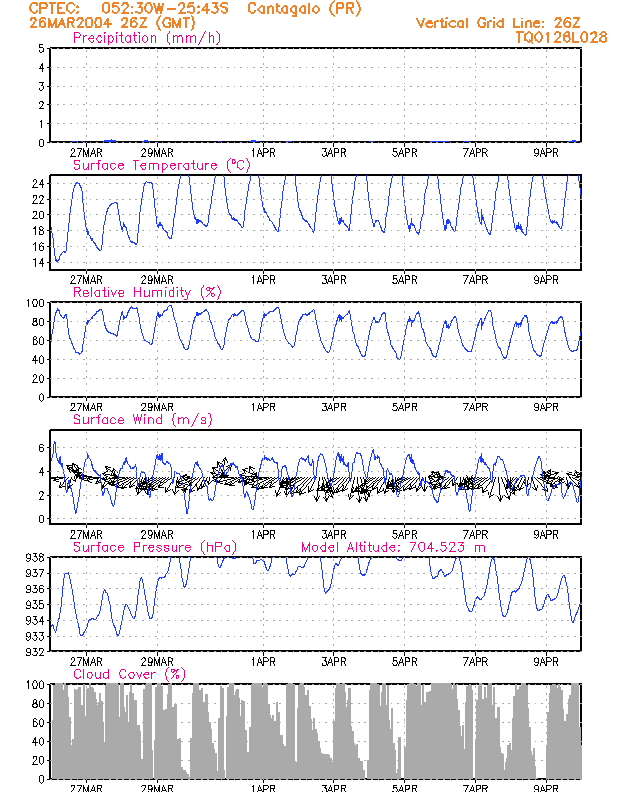 CPTEC: 052:30W-25:43S Cantagalo (PR)
26MAR2004 26Z (GMT) Vertical Grid Line: 26Z
Precipitation (mm/h) TQ0126L028
5
4
3
2
1
0
27MAR 29MAR 1APR 3APR 5APR 7APR 9APR
Surface Temperature (°C)
24
22
20
18
16
14
27MAR 29MAR 1APR 3APR 5APR 7APR 9APR
Relative Humidity (%)
100
80
60
40
20
0
27MAR 29MAR 1APR 3APR 5APR 7APR 9APR
Surface Wind (m/s)
6
4
2
0
27MAR 29MAR 1APR 3APR 5APR 7APR 9APR
Surface Pressure (hPa) Model Altitude: 704.523 m
938
937
936
935
934
933
932
27MAR 29MAR 1APR 3APR 5APR 7APR 9APR
Cloud Cover (%)
100
80
60
40
20
0
27MAR 29MAR 1APR 3APR 5APR 7APR 9APR